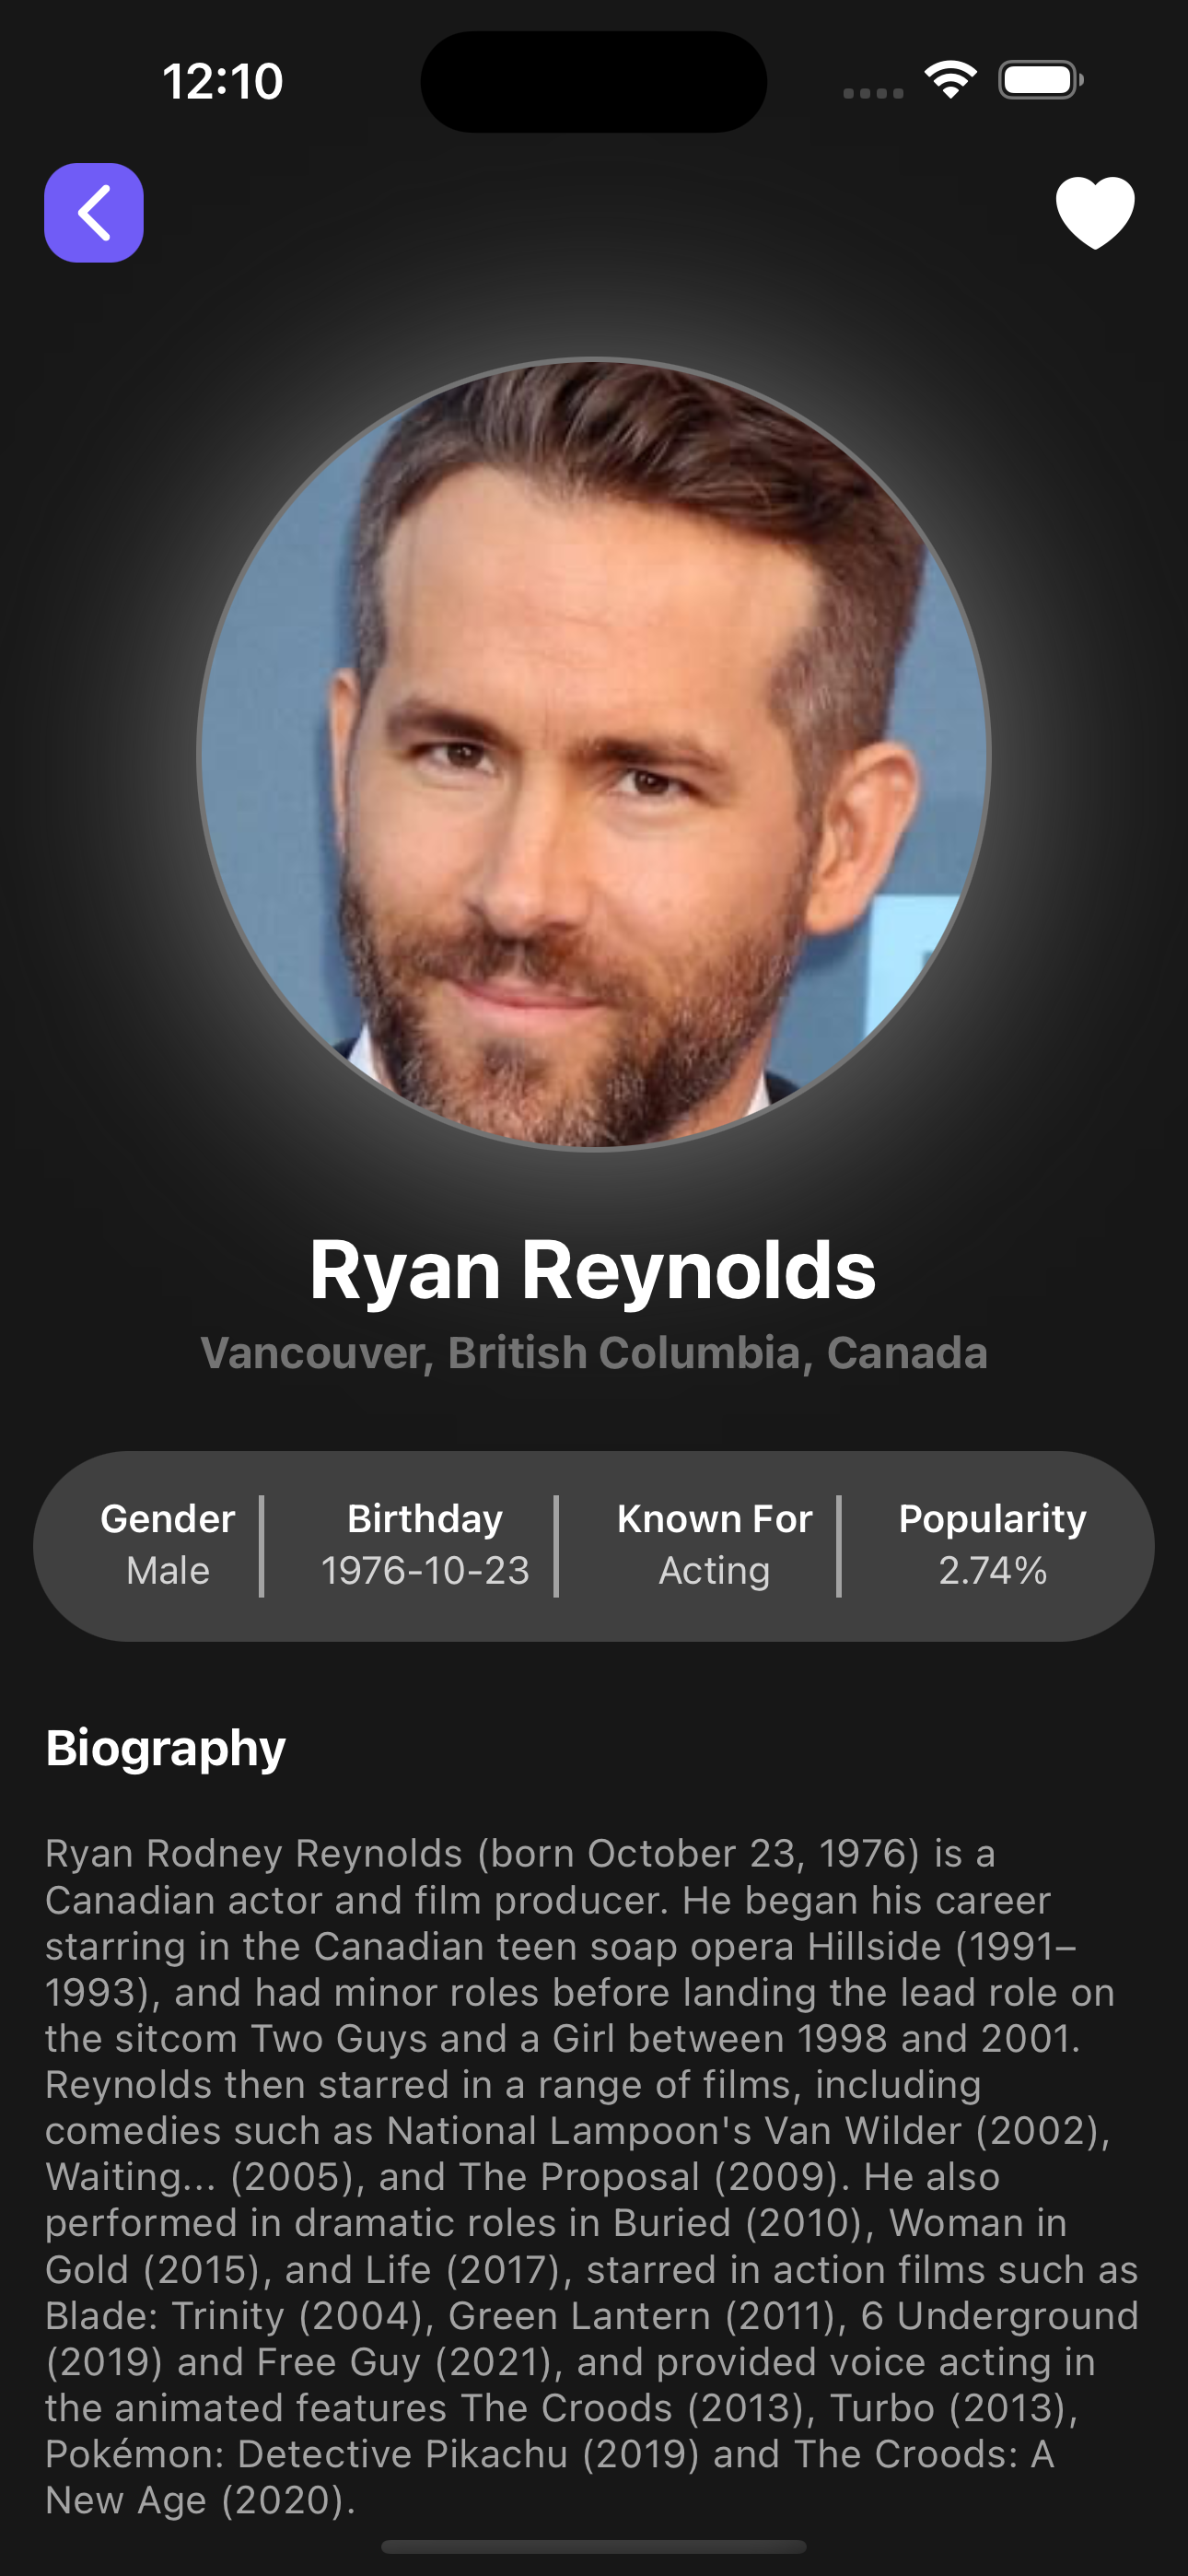 12:10
Ryan Reynolds
Vancouver, British Columbia, Canada
Gender Birthday Known For Popularity
Male 1976-10-23 Acting 2.74%
Biography
Ryan Rodney Reynolds (born October 23, 1976) is a
Canadian actor and film producer. He began his career
starring in the Canadian teen soap opera Hillside (1991–
1993), and had minor roles before landing the lead role on
the sitcom Two Guys and a Girl between 1998 and 2001.
Reynolds then starred in a range of films, including
comedies such as National Lampoon's Van Wilder (2002),
Waiting... (2005), and The Proposal (2009). He also
performed in dramatic roles in Buried (2010), Woman in
Gold (2015), and Life (2017), starred in action films such as
Blade: Trinity (2004), Green Lantern (2011), 6 Underground
(2019) and Free Guy (2021), and provided voice acting in
the animated features The Croods (2013), Turbo (2013),
Pokémon: Detective Pikachu (2019) and The Croods: A
New Age (2020).